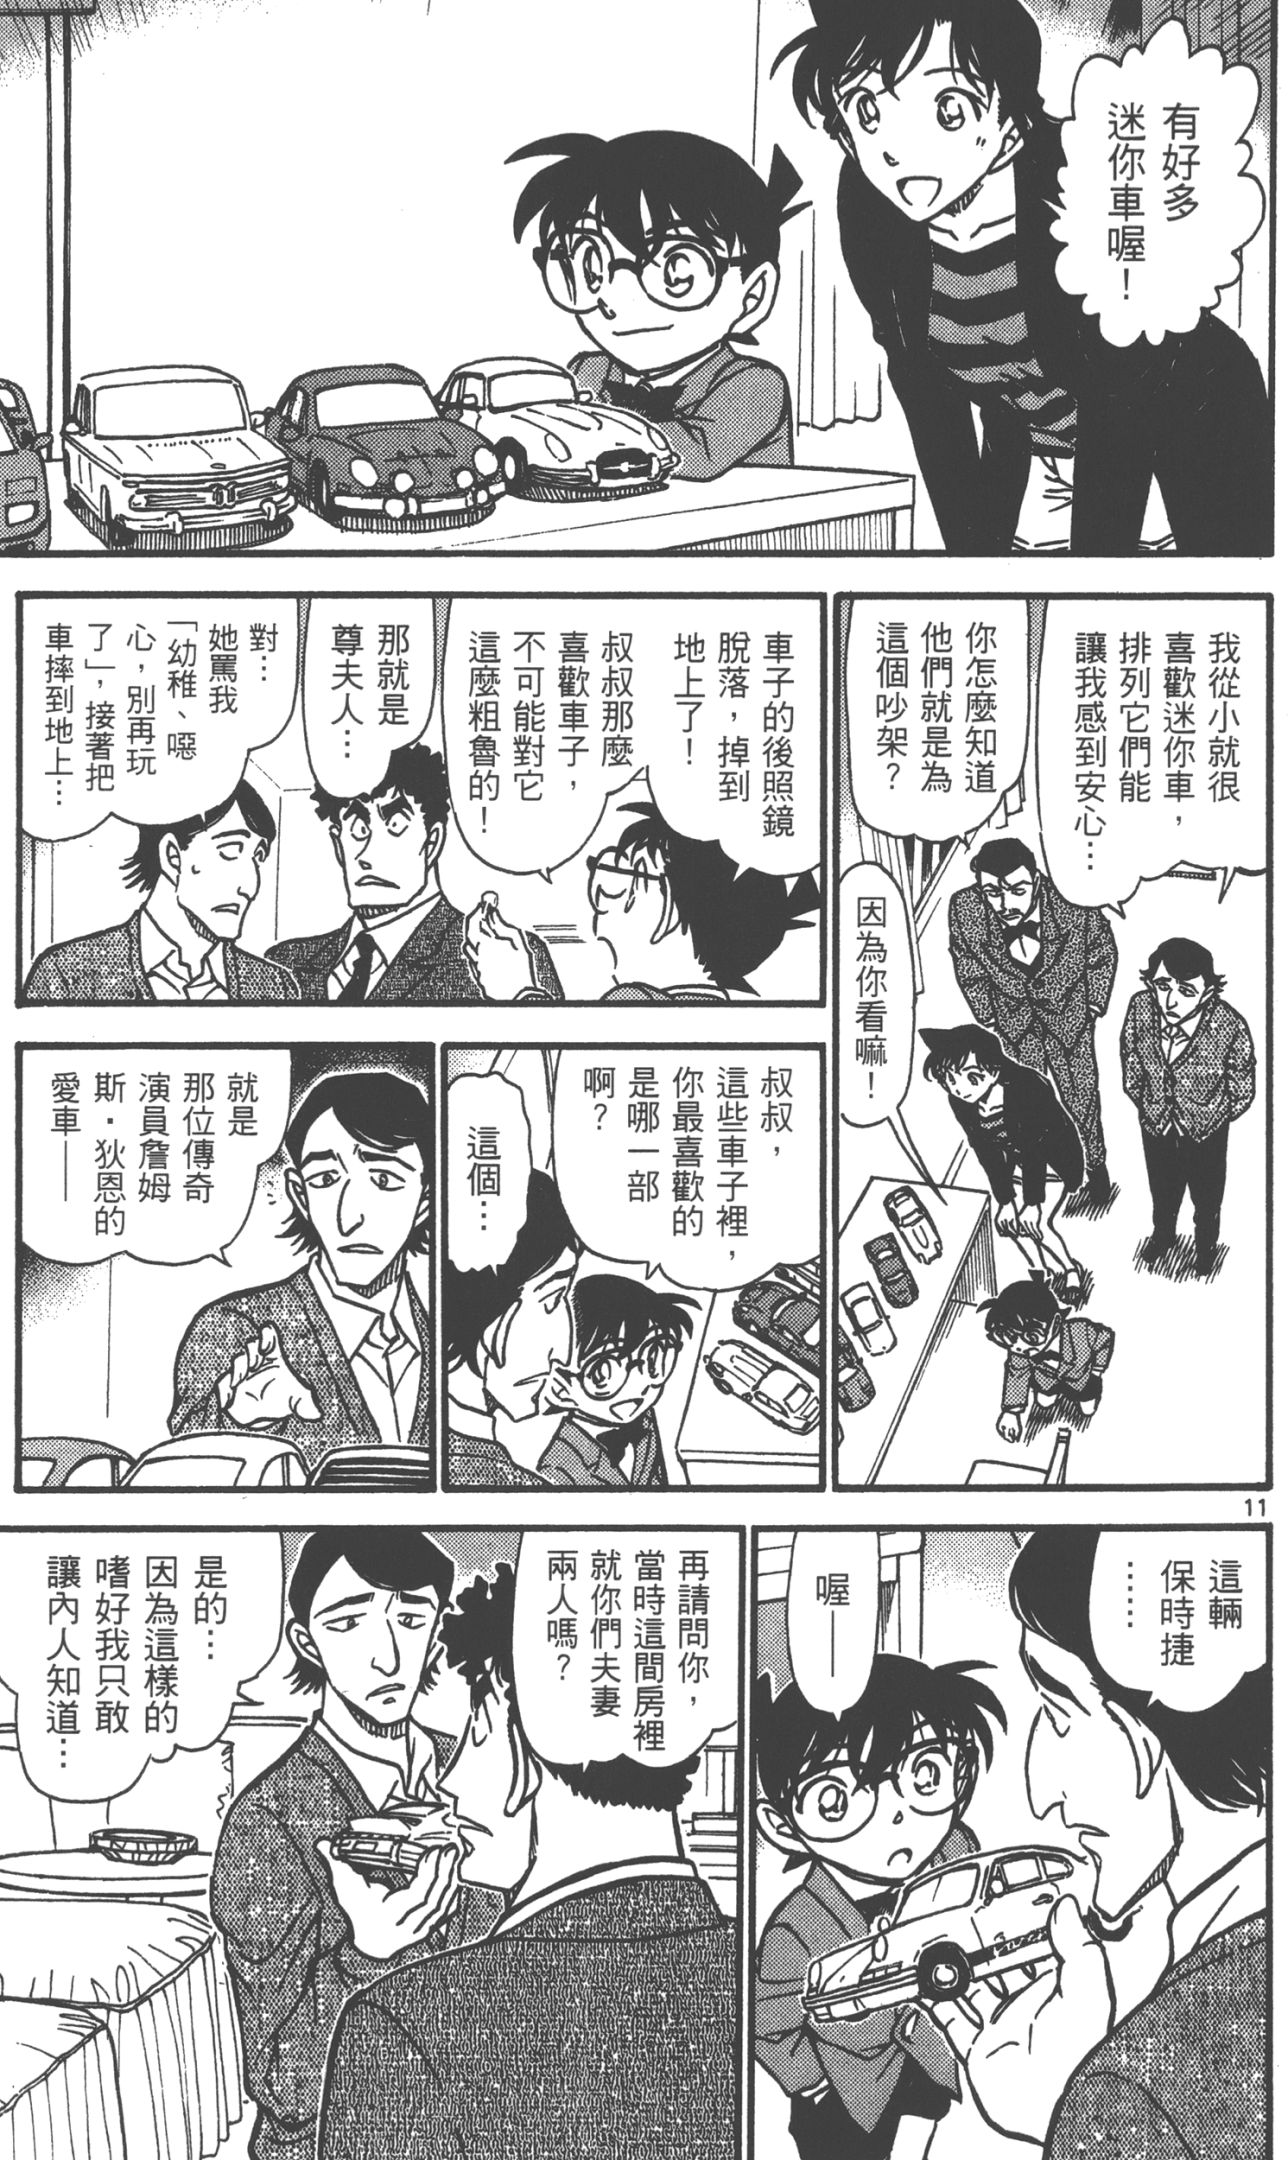 有好多
迷你車喔！
我從小就很
喜歡迷你車，
排列它們能
讓我感到安心…
你怎麼知道
他們就是為
這個吵架？
因為你看嘛！
車子的後照鏡
脫落，掉到
地上了！
叔叔那麼
喜歡車子，
不可能對它
這麼粗魯的！
那就是
尊夫人…
對…
她罵我
「幼稚、噁
心，別再玩
了」，接著把
車摔到地上…
叔叔，
這些車子裡，
你最喜歡的
是哪一部
啊？
這個…
就是
那位傳奇
演員詹姆
斯·狄恩的
愛車——
11
這輛
保時捷
……
喔——
再請問你，
當時這間房裡
就你們夫妻
兩人嗎？
是的…
因為這樣的
嗜好我只敢
讓內人知道…